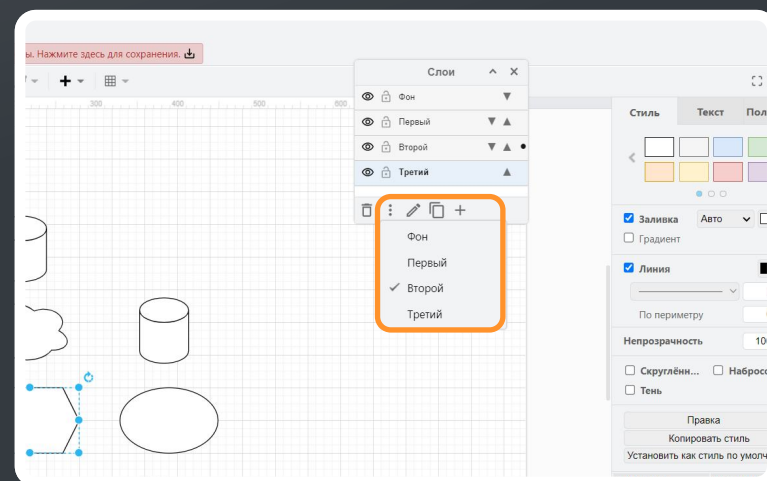 ы. Нажмите здесь для сохранения.
Слои
300 400 500 600
Фон
Первый
Второй
Третий
Фон
Первый
Второй
Третий
Стиль Текст Пол
Заливка Авто
Градиент
Линия
По периметру
Непрозрачность 100
Скруглённ... Наброс
Тень
Правка
Копировать стиль
Установить как стиль по умолч